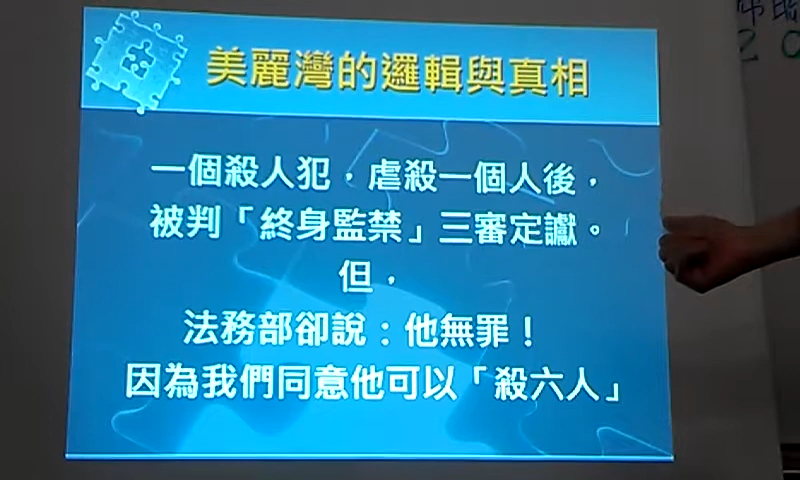 美麗灣的邏輯與真相
一個殺人犯，虐殺一個人後，
被判「終身監禁」三審定讞。
但，
法務部卻說：他無罪！
因為我們同意他可以「殺六人」